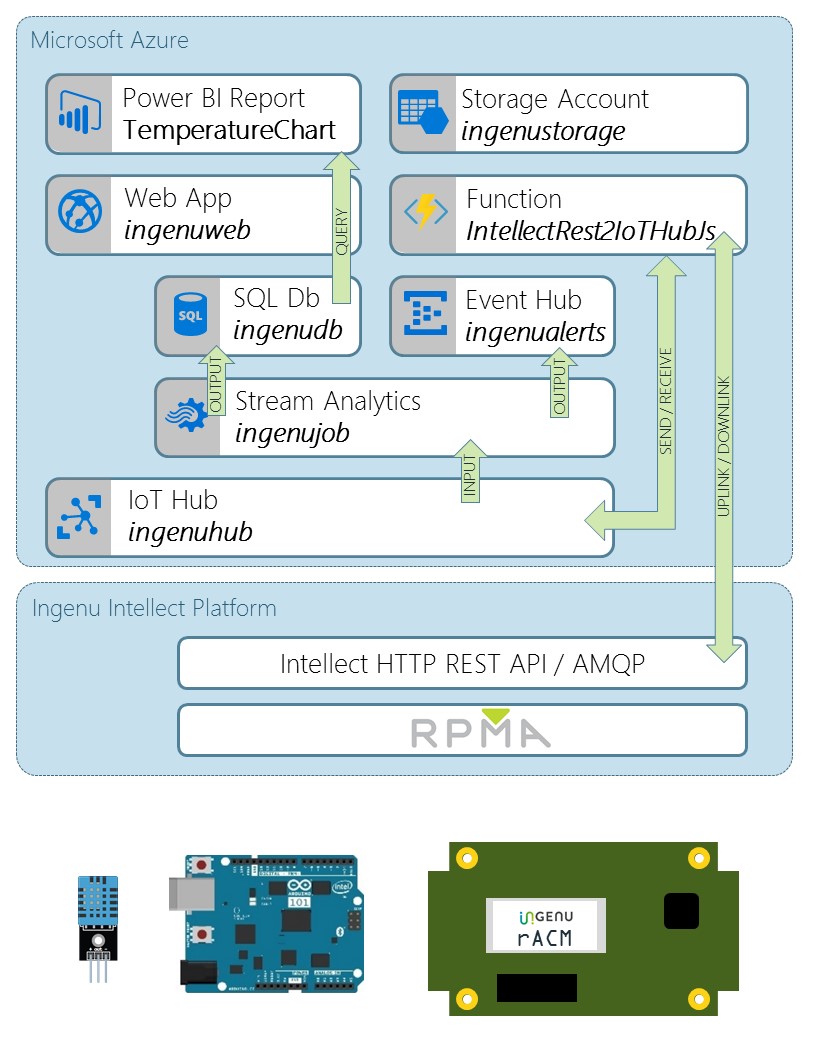 Microsoft Azure
Power BI Report
TemperatureChart
Storage Account
ingenustorage
Web App
ingenuweb
QUERY
Function
IntellectRest2IoTHubJs
SQL
SQL Db
ingenudb
Event Hub
ingenualerts
OUTPUT
OUTPUT
Stream Analytics
ingenujob
SEND / RECEIVE
UPLINK / DOWNLINK
INPUT
IoT Hub
ingenuhub
Ingenu Intellect Platform
Intellect HTTP REST API / AMQP
RPMA
ARDUINO
101
intel
INGENU
rACM